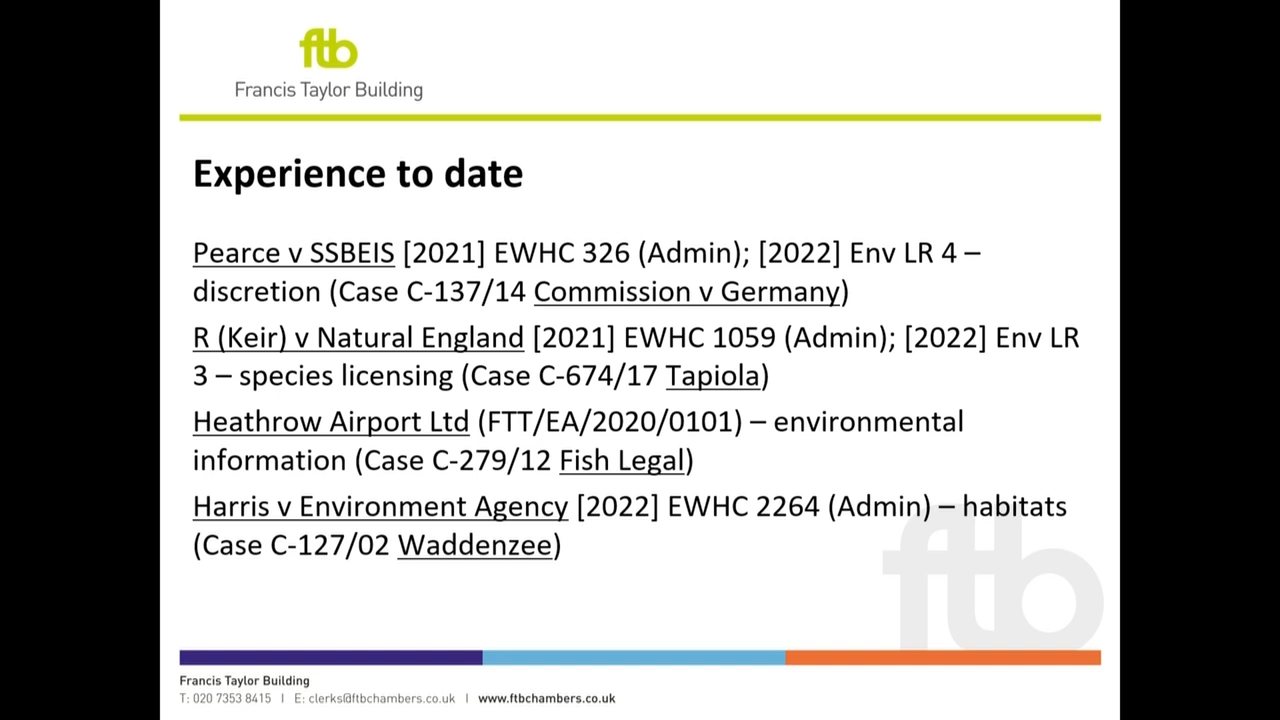 ftb
Francis Taylor Building
Experience to date
Pearce v SSBEIS [2021] EWHC 326 (Admin); [2022] Env LR 4 –
discretion (Case C-137/14 Commission v Germany)
R (Keir) v Natural England [2021] EWHC 1059 (Admin); [2022] Env LR
3 – species licensing (Case C-674/17 Tapiola)
Heathrow Airport Ltd (FTT/EA/2020/0101) – environmental
information (Case C-279/12 Fish Legal)
Harris v Environment Agency [2022] EWHC 2264 (Admin) – habitats
(Case C-127/02 Waddenzee)
ftb
Francis Taylor Building
T: 020 7353 8415 I E: clerks@ftbchambers.co.uk I www.ftbchambers.co.uk